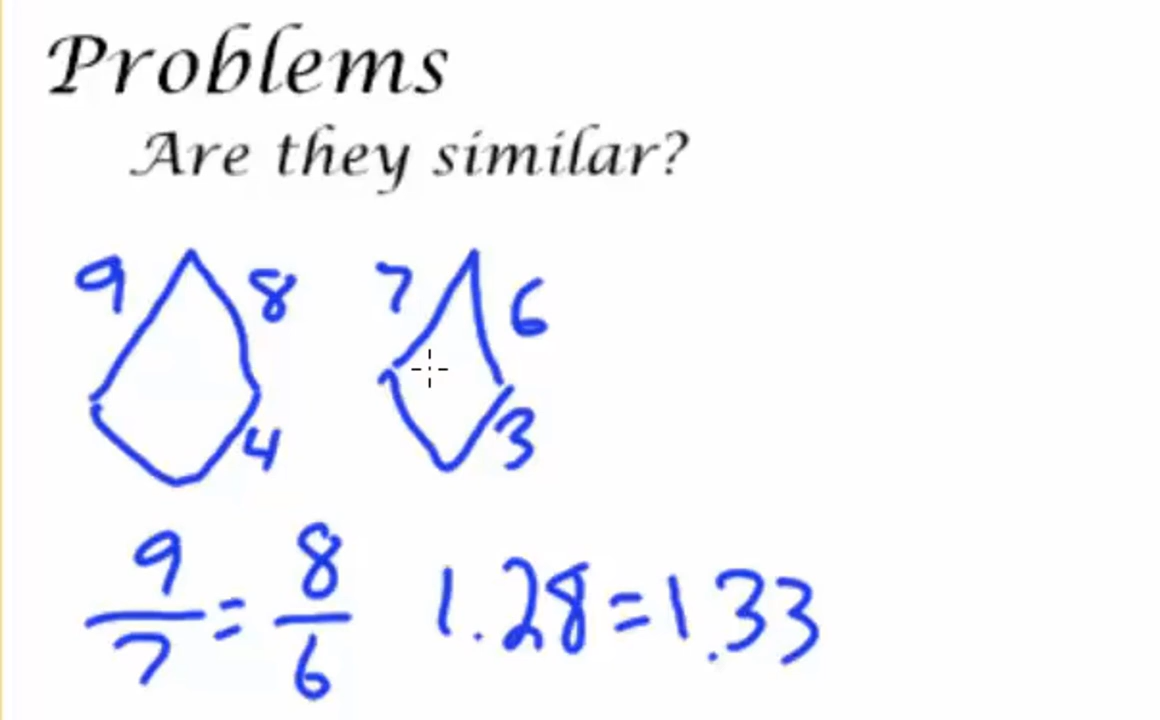 Problems
Are they similar?
9 8 7 6
4 3
9/7 = 8/6 1.28=1.33